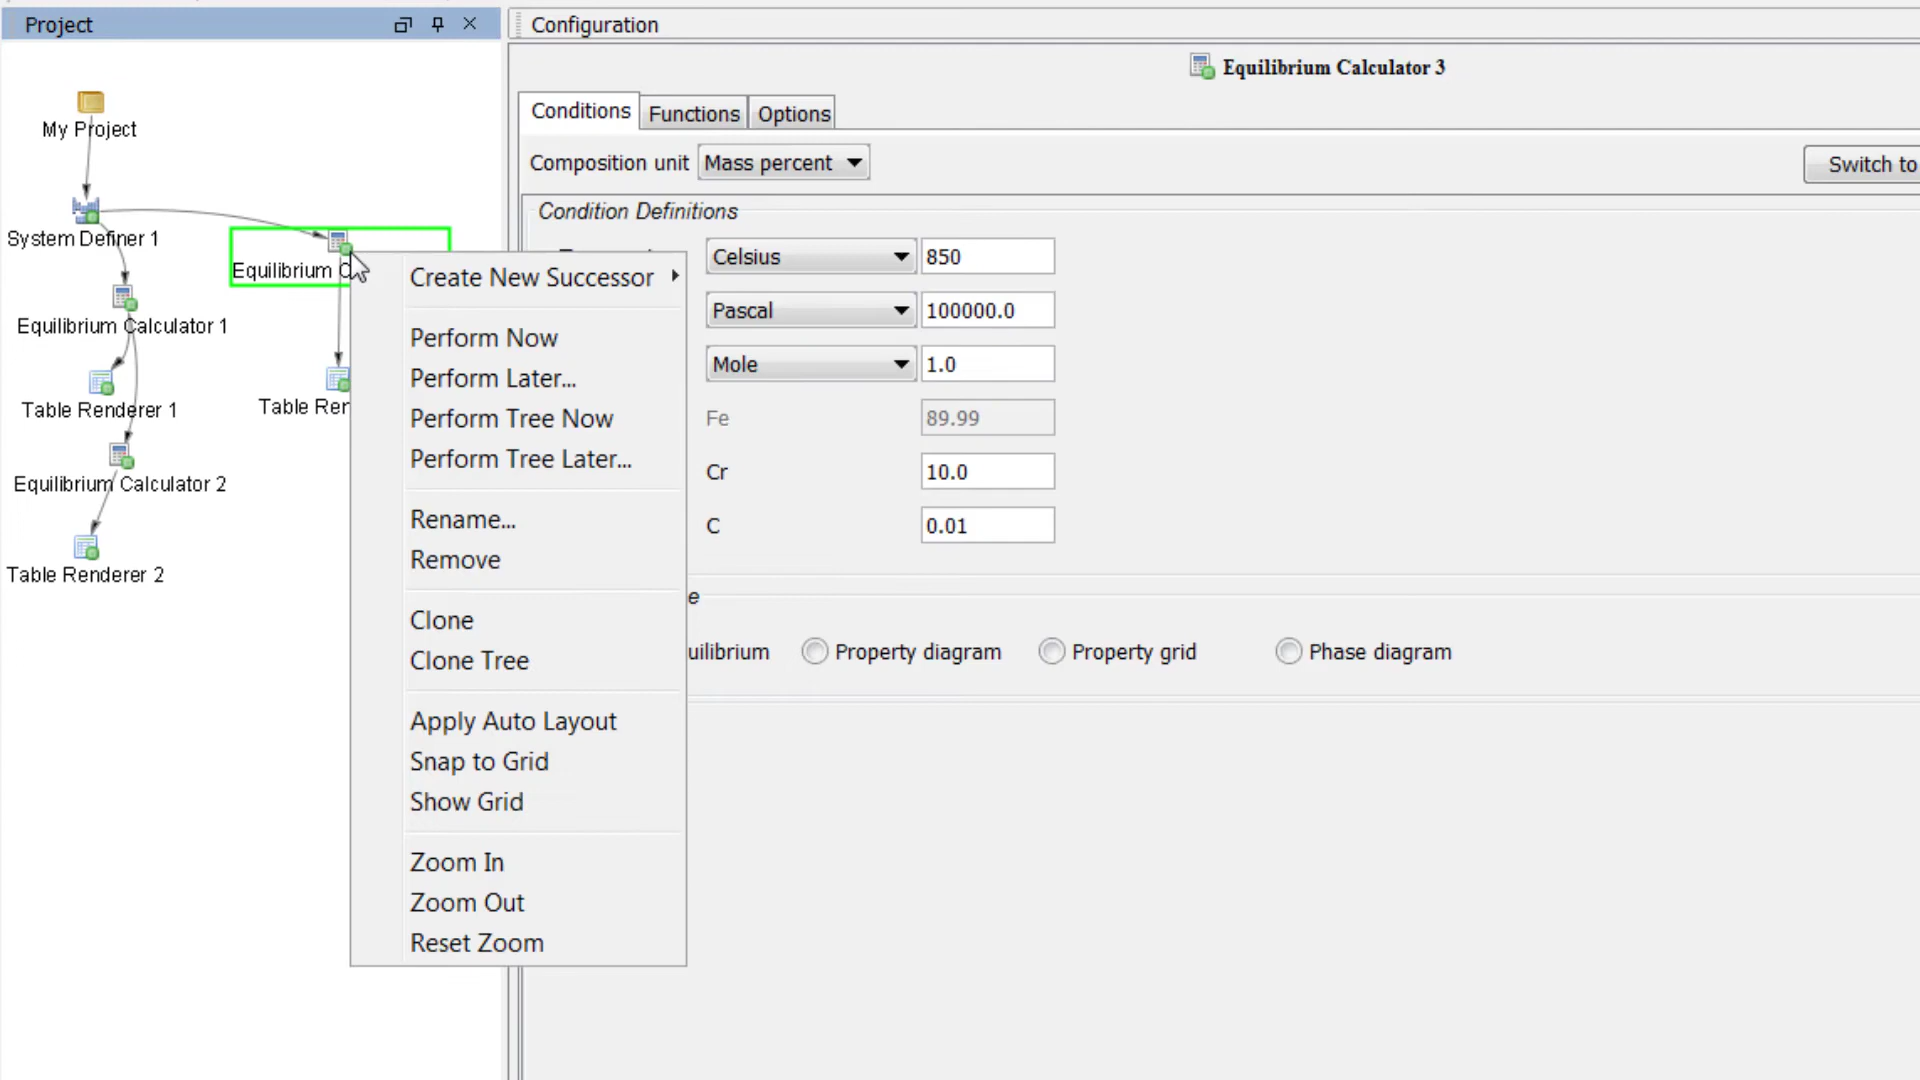 Project
Configuration
Equilibrium Calculator 3
My Project
System Definer 1
Equilibrium C
Equilibrium Calculator 1
Table Renderer 1
Table Ren
Equilibrium Calculator 2
Table Renderer 2
Conditions Functions Options
Composition unit Mass percent
Switch to
Condition Definitions
Celsius 850
Pascal 100000.0
Mole 1.0
Fe 89.99
Cr 10.0
C 0.01
e
uilibrium Property diagram Property grid Phase diagram
Create New Successor
Perform Now
Perform Later...
Perform Tree Now
Perform Tree Later...
Rename...
Remove
Clone
Clone Tree
Apply Auto Layout
Snap to Grid
Show Grid
Zoom In
Zoom Out
Reset Zoom